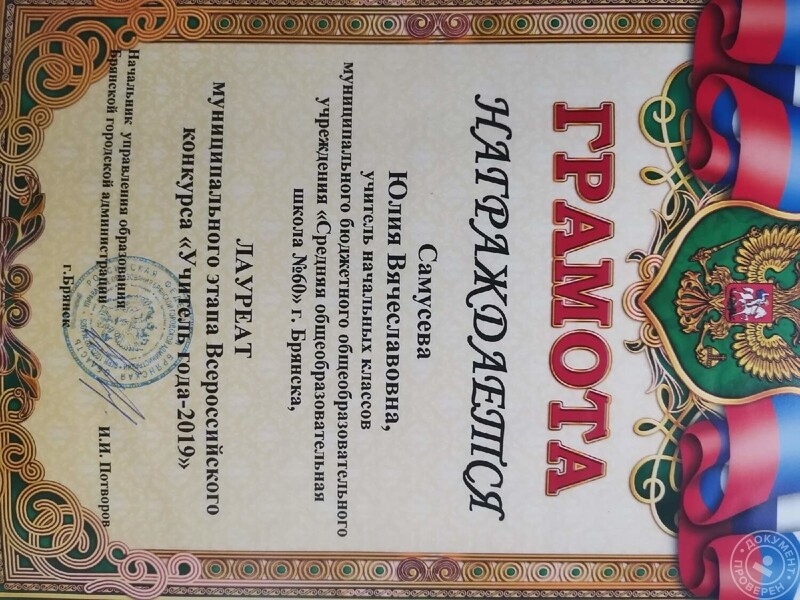 ГРАМОТА
НАГРАЖДАЕТСЯ
Самусева
Юлия Вячеславовна,
учитель начальных классов
муниципального бюджетного общеобразовательного
учреждения «Средняя общеобразовательная
школа №60» г. Брянска,
ЛАУРЕАТ
муниципального этапа Всероссийского
конкурса «Учитель года-2019»
Начальник управления образования
Брянской городской администрации
И.И. Потворов
г.Брянск
ДОКУМЕНТ
ПРОВЕРЕН